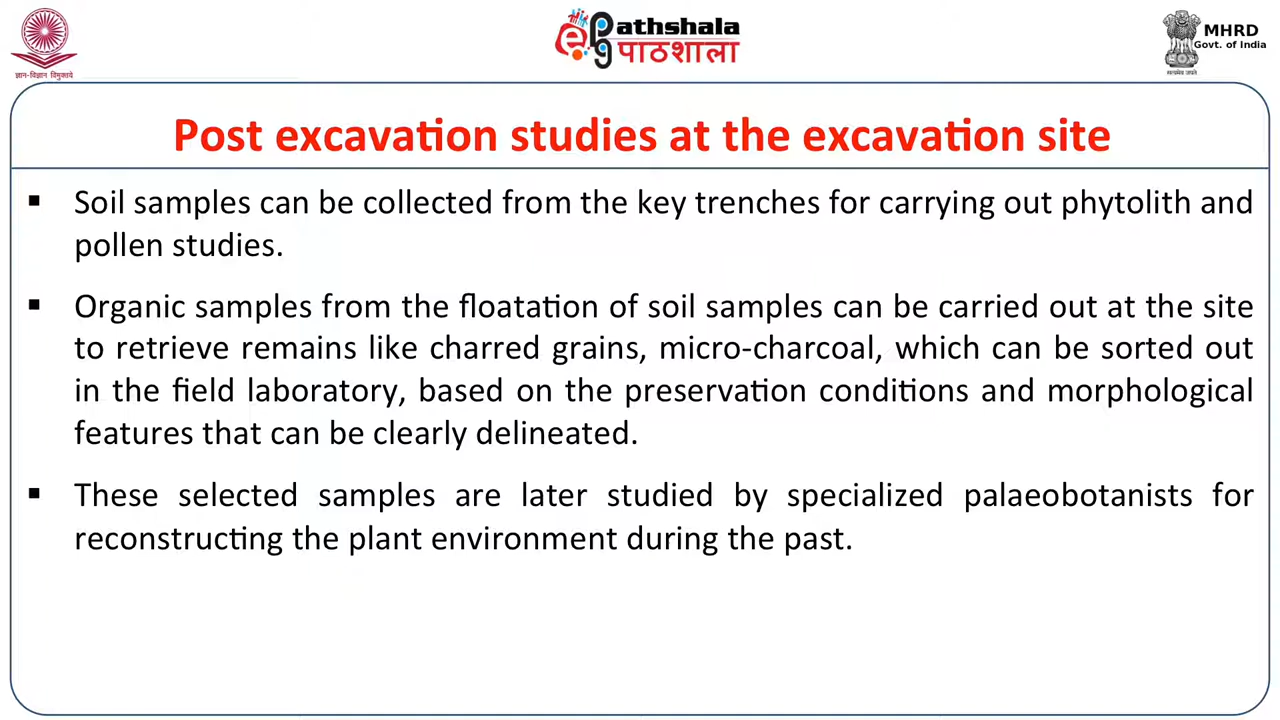 ज्ञान-विज्ञान विमुक्तये
ePathshala
पाठशाला
MHRD
Govt. of India
सत्यमेव जयते
Post excavation studies at the excavation site
▪ Soil samples can be collected from the key trenches for carrying out phytolith and
pollen studies.
▪ Organic samples from the floatation of soil samples can be carried out at the site
to retrieve remains like charred grains, micro-charcoal, which can be sorted out
in the field laboratory, based on the preservation conditions and morphological
features that can be clearly delineated.
▪ These selected samples are later studied by specialized palaeobotanists for
reconstructing the plant environment during the past.